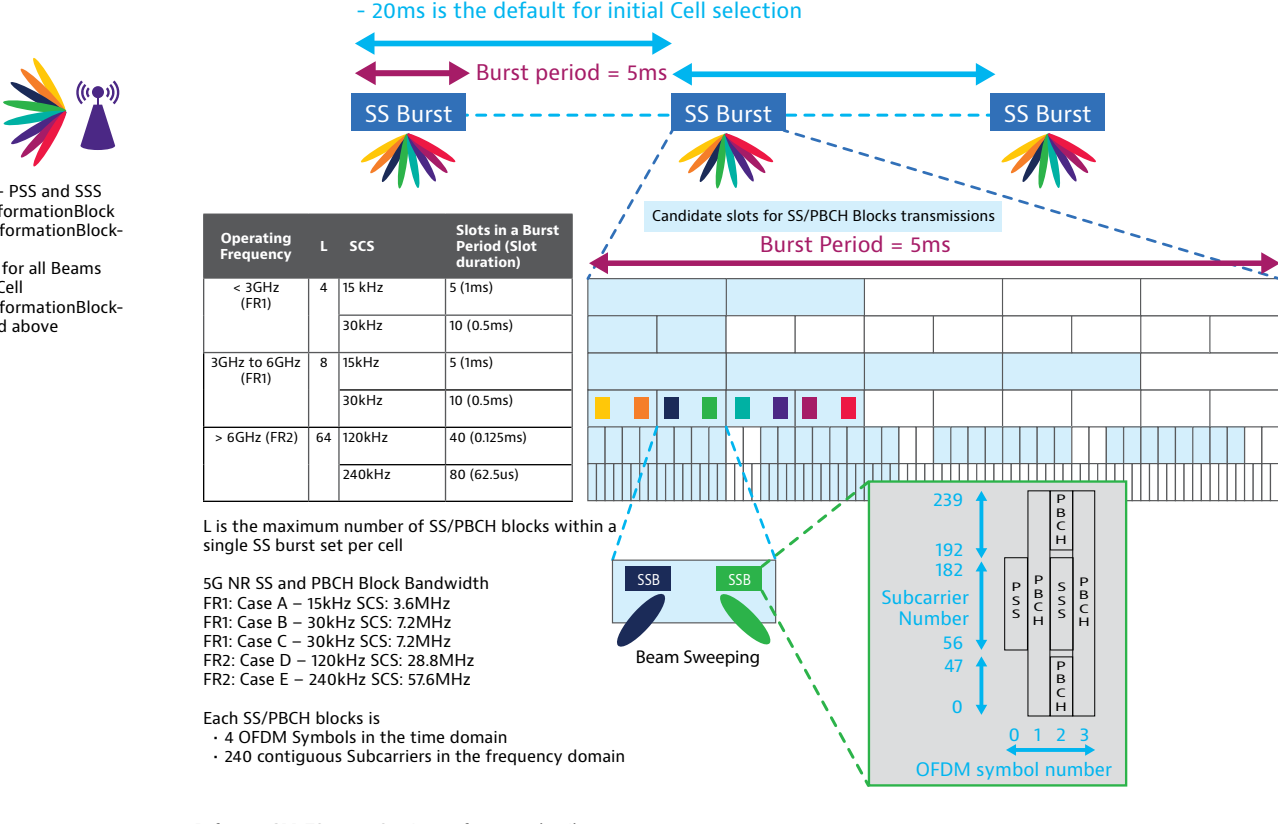 - 20ms is the default for initial Cell selection
Burst period = 5ms
SS Burst
SS Burst
SS Burst
- PSS and SSS
formationBlock
formationBlock-
for all Beams
Cell
formationBlock-
d above
Candidate slots for SS/PBCH Blocks transmissions
Burst Period = 5ms
Operating Frequency L SCS Slots in a Burst Period (Slot duration)
< 3GHz (FR1) 4 15 kHz 5 (1ms)
30kHz 10 (0.5ms)
3GHz to 6GHz (FR1) 8 15kHz 5 (1ms)
30kHz 10 (0.5ms)
> 6GHz (FR2) 64 120kHz 40 (0.125ms)
240kHz 80 (62.5us)
L is the maximum number of SS/PBCH blocks within a
single SS burst set per cell
5G NR SS and PBCH Block Bandwidth
FR1: Case A – 15kHz SCS: 3.6MHz
FR1: Case B – 30kHz SCS: 7.2MHz
FR1: Case C – 30kHz SCS: 7.2MHz
FR2: Case D – 120kHz SCS: 28.8MHz
FR2: Case E – 240kHz SCS: 57.6MHz
Each SS/PBCH blocks is
· 4 OFDM Symbols in the time domain
· 240 contiguous Subcarriers in the frequency domain
SSB
SSB
Beam Sweeping
239
192
182
Subcarrier
Number
56
47
0
PSS
PBCH
PBCH
SSS
PBCH
PBCH
0 1 2 3
OFDM symbol number